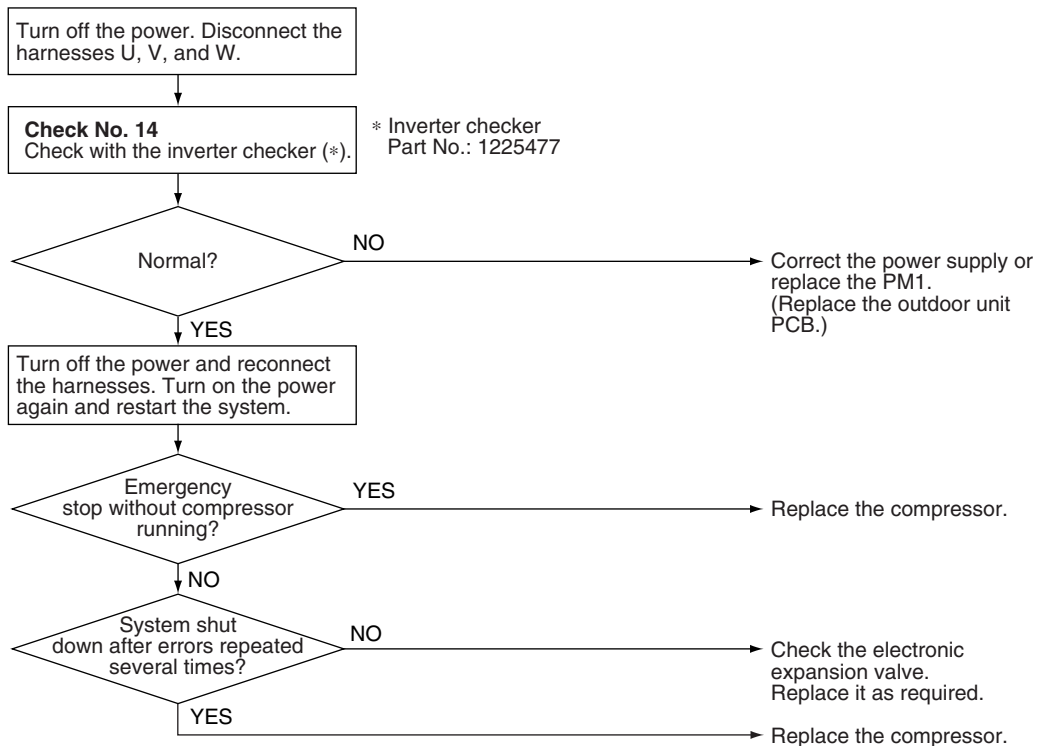 Turn off the power. Disconnect the
harnesses U, V, and W.
Check No. 14
Check with the inverter checker (*).
* Inverter checker
Part No.: 1225477
Normal?
NO
Correct the power supply or
replace the PM1.
(Replace the outdoor unit
PCB.)
YES
Turn off the power and reconnect
the harnesses. Turn on the power
again and restart the system.
Emergency
stop without compressor
running?
YES
Replace the compressor.
NO
System shut
down after errors repeated
several times?
NO
Check the electronic
expansion valve.
Replace it as required.
YES
Replace the compressor.